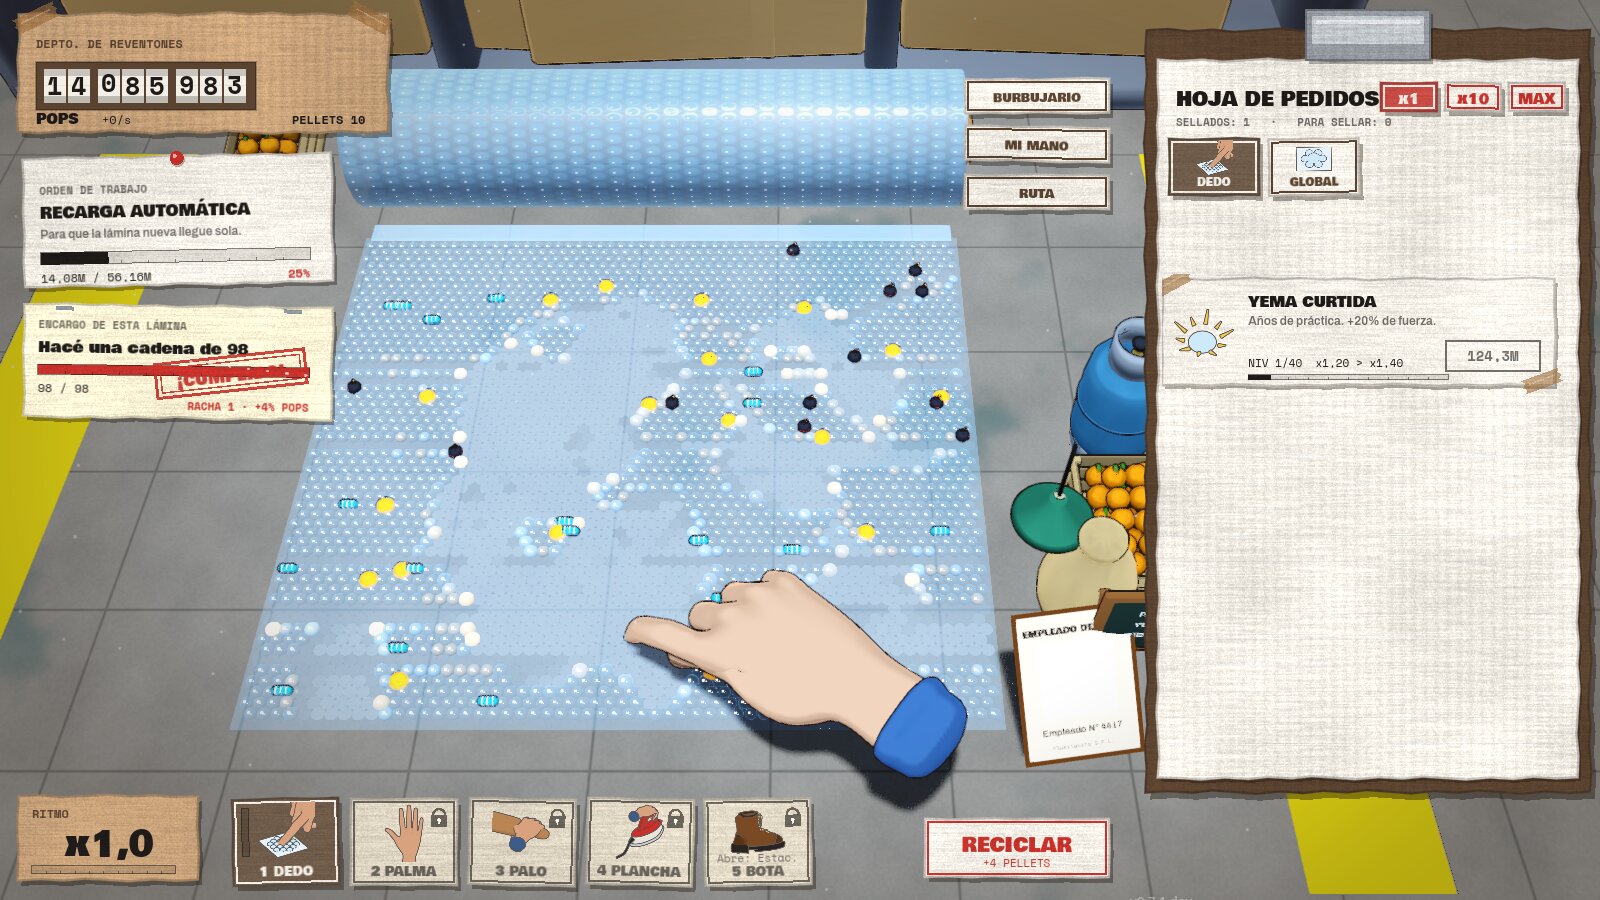 DEPTO. DE REVENTONES
14 085 983
POPS +0/s PELLETS 10
ORDEN DE TRABAJO
RECARGA AUTOMÁTICA
Para que la lámina nueva llegue sola.
14.08M / 56.16M 25%
ENCARGO DE ESTA LÁMINA
Hacé una cadena de 98
98 / 98
RACHA 1 · +4% POPS
BURBUJARIO
MI MANO
RUTA
HOJA DE PEDIDOS x1 x10 MAX
SELLADOS: 1 · PARA SELLAR: 0
DEDO GLOBAL
YEMA CURTIDA
Años de práctica. +20% de fuerza.
NIV 1/40 x1,20 > x1,40 124,3M
EMPLEADO DE
Empleado N° 4417
RITMO
x1,0
1 DEDO
2 PALMA
3 PALO
4 PLANCHA
Abre: Estac.
5 BOTA
RECICLAR
+4 PELLETS